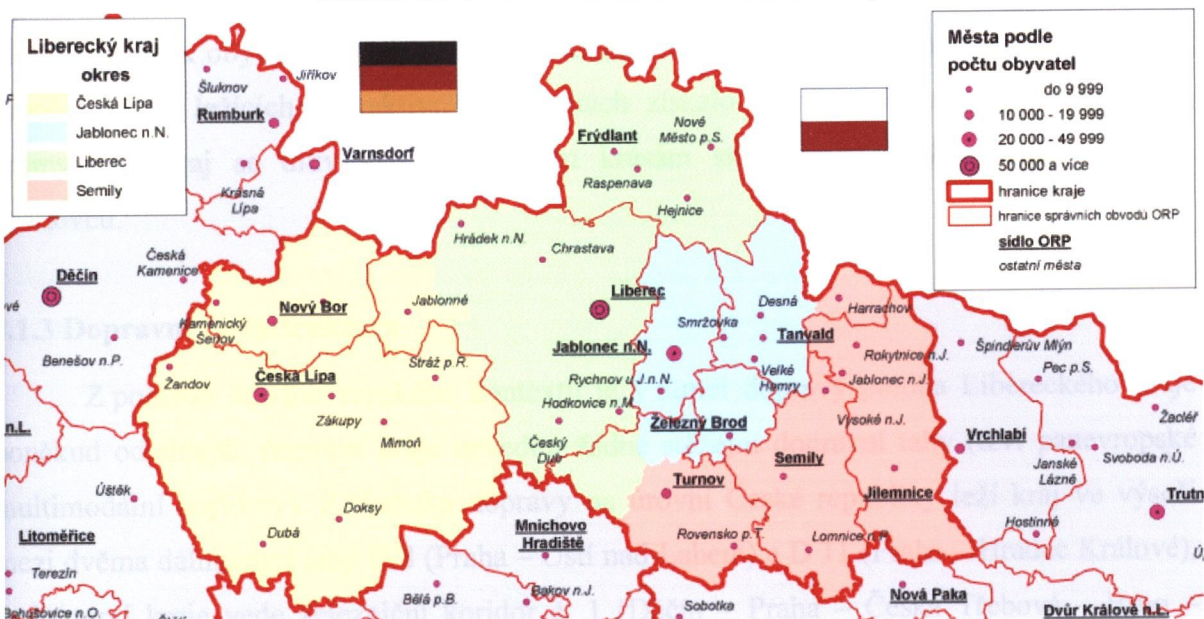 Liberecký kraj
okres
Česká Lípa
Jablonec n.N.
Liberec
Semily
Města podle
počtu obyvatel
do 9 999
10 000 - 19 999
20 000 - 49 999
50 000 a více
hranice kraje
hranice správních obvodů ORP
sídlo ORP
ostatní města
Šluknov
Jiříkov
Rumburk
Varnsdorf
Krásná
Lípa
Frýdlant
Nové
Město p.S.
Raspenava
Hejnice
Hrádek n.N.
Chrastava
Česká
Kamenice
Děčín
Nový Bor
Jablonné
Liberec
Desná
Harrachov
Kamenický
Šenov
Smržovka
Tanvald
Benešov n.P.
Jablonec n.N.
Rokytnice n.J.
Špindlerův Mlýn
Pec p.S.
Žandov
Česká Lípa
Stráž p.R.
Rychnov u J.n.N.
Velké
Hamry
Jablonec n.J.
Zákupy
Hodkovice n.M.
Vysoké n.J.
Žacléř
Mimoň
Železný Brod
n.L.
Český
Dub
Semily
Vrchlabí
Svoboda n.Ú.
Úštěk
Turnov
Jilemnice
Janské
Lázně
Trutn
Doksy
Litoměřice
Dubá
Mnichovo
Hradiště
Rovensko p.T.
Lomnice n.P.
Hostinné
Terezín
Bohušovice n.O.
Bělá p.B.
Bakov n.J.
Sobotka
Nová Paka
Dvůr Králové n.L.